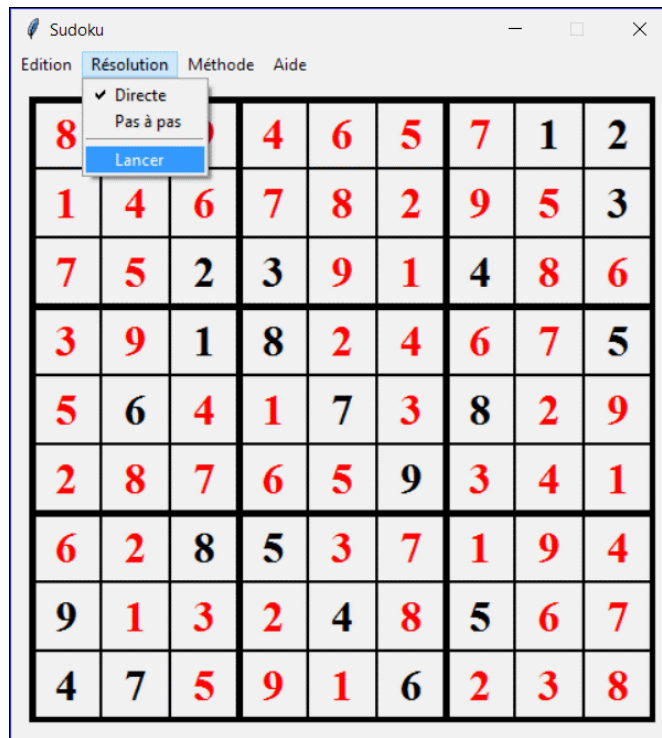 Sudoku
Edition Résolution Méthode Aide
Directe
Pas à pas
Lancer
8 4 6 5 7 1 2
1 4 6 7 8 2 9 5 3
7 5 2 3 9 1 4 8 6
3 9 1 8 2 4 6 7 5
5 6 4 1 7 3 8 2 9
2 8 7 6 5 9 3 4 1
6 2 8 5 3 7 1 9 4
9 1 3 2 4 8 5 6 7
4 7 5 9 1 6 2 3 8